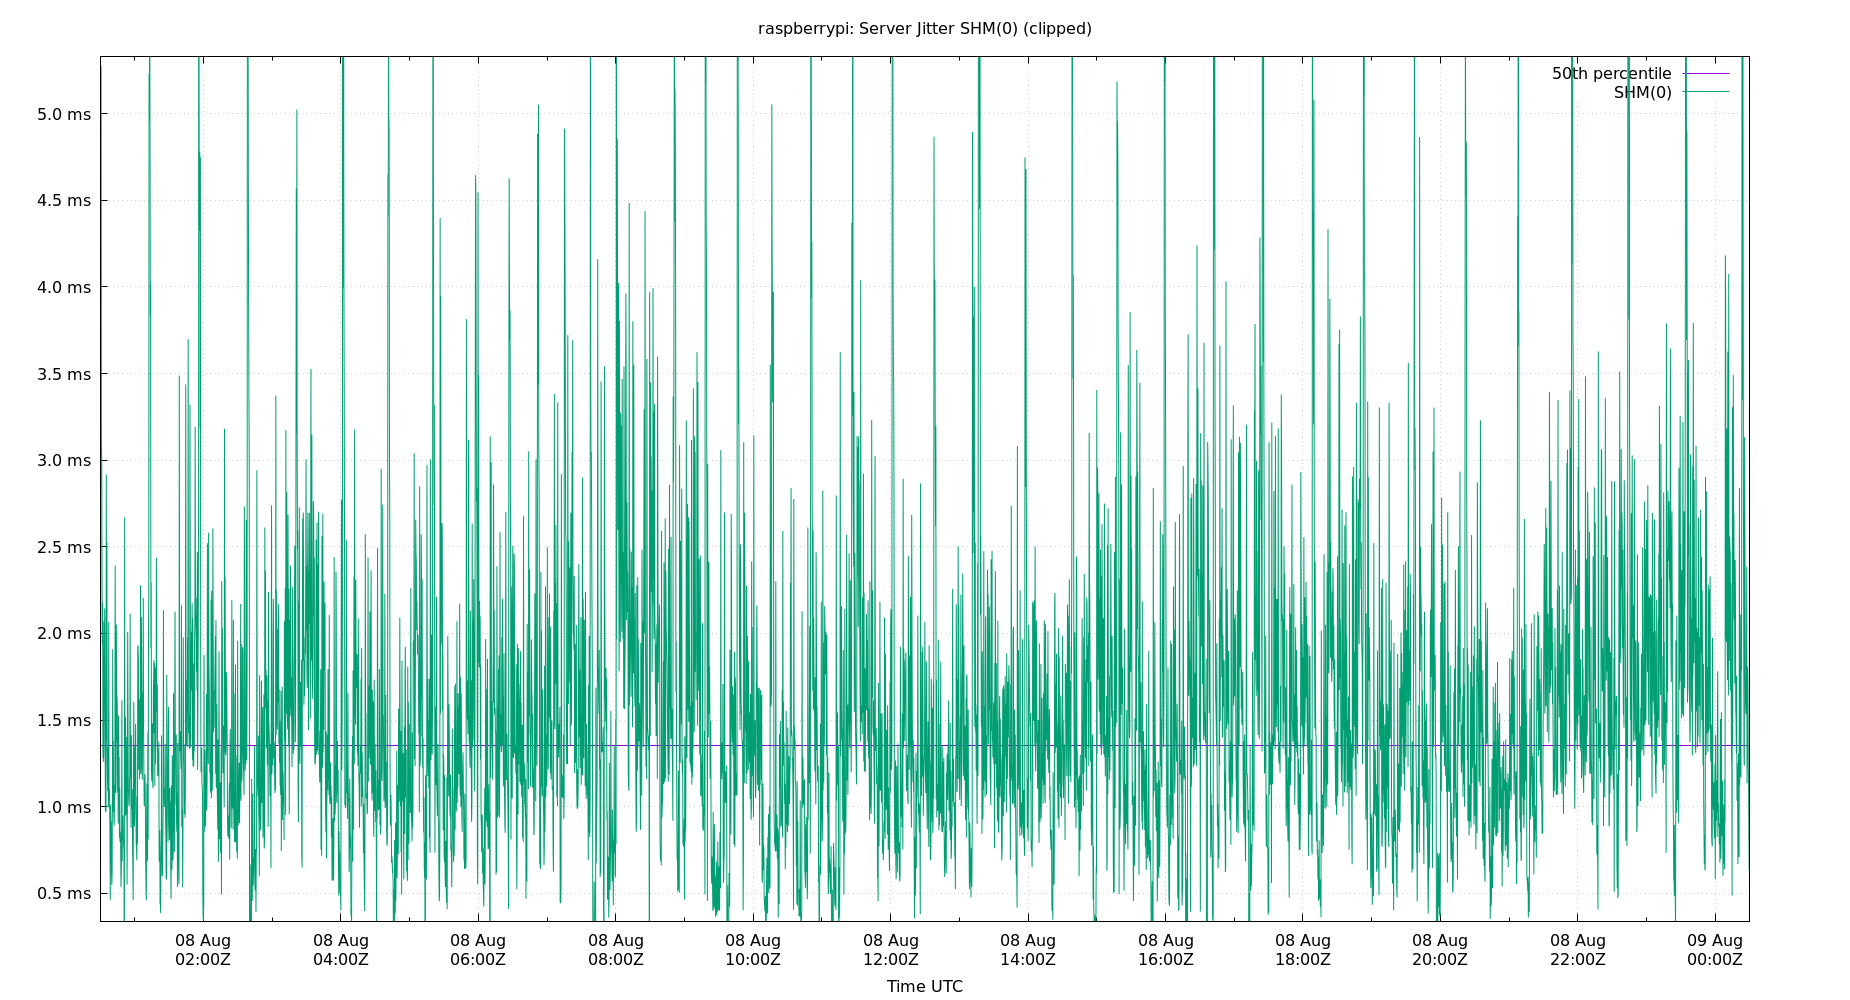 raspberrypi: Server Jitter SHM(0) (clipped)
50th percentile
SHM(0)
5.0 ms
4.5 ms
4.0 ms
3.5 ms
3.0 ms
2.5 ms
2.0 ms
1.5 ms
1.0 ms
0.5 ms
08 Aug 08 Aug 08 Aug 08 Aug 08 Aug 08 Aug 08 Aug 08 Aug 08 Aug 08 Aug 08 Aug 09 Aug
02:00Z 04:00Z 06:00Z 08:00Z 10:00Z 12:00Z 14:00Z 16:00Z 18:00Z 20:00Z 22:00Z 00:00Z
Time UTC